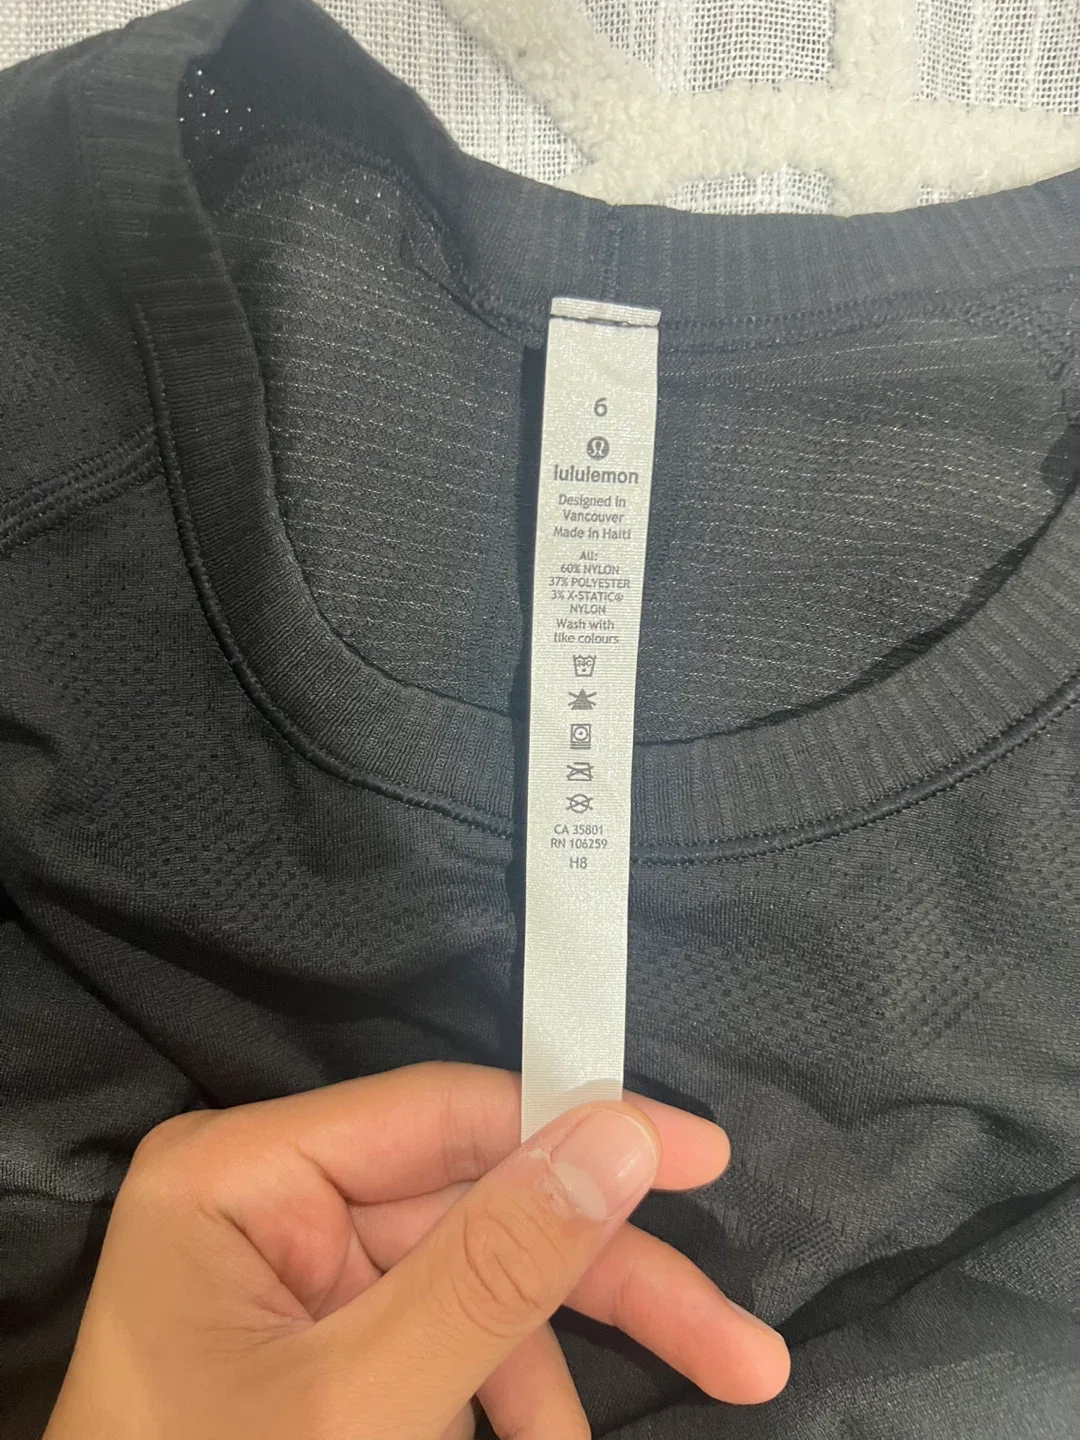 6
lululemon
Designed in
Vancouver
Made in Haiti
All:
60% NYLON
37% POLYESTER
3% X-STATIC®
NYLON
Wash with
like colours
30C
CA 35801
RN 106259
H8